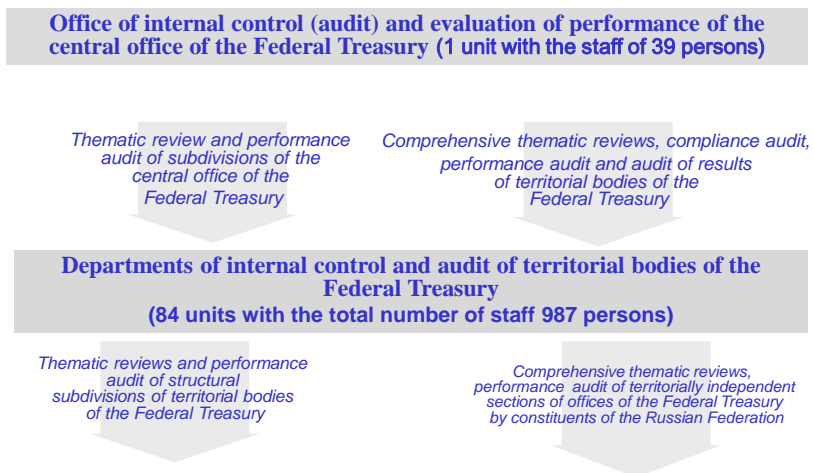 Office of internal control (audit) and evaluation of performance of the
central office of the Federal Treasury (1 unit with the staff of 39 persons)
Thematic review and performance
audit of subdivisions of the
central office of the
Federal Treasury
Comprehensive thematic reviews, compliance audit,
performance audit and audit of results
of territorial bodies of the
Federal Treasury
Departments of internal control and audit of territorial bodies of the
Federal Treasury
(84 units with the total number of staff 987 persons)
Thematic reviews and performance
audit of structural
subdivisions of territorial bodies
of the Federal Treasury
Comprehensive thematic reviews,
performance audit of territorially independent
sections of offices of the Federal Treasury
by constituents of the Russian Federation